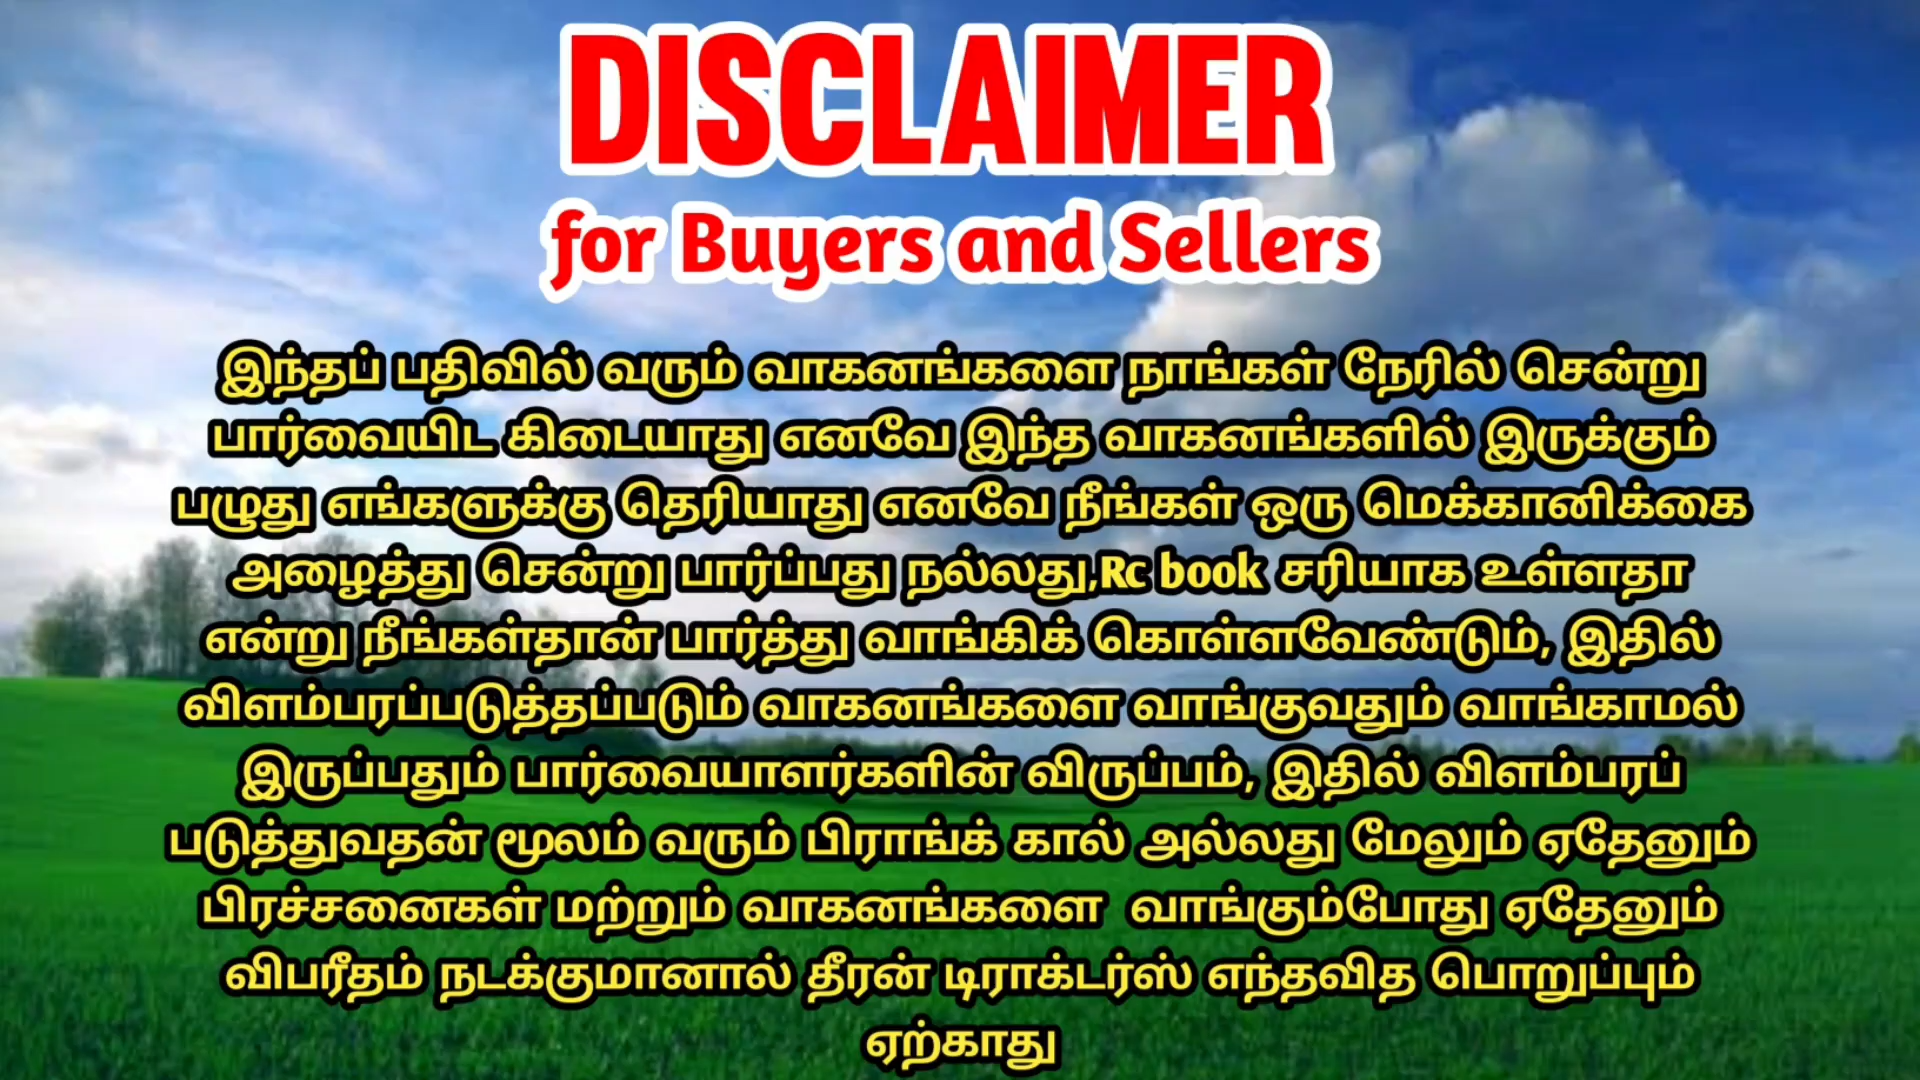 DISCLAIMER
for Buyers and Sellers
இந்தப் பதிவில் வரும் வாகனங்களை நாங்கள் நேரில் சென்று
பார்வையிட கிடையாது எனவே இந்த வாகனங்களில் இருக்கும்
பழுது எங்களுக்கு தெரியாது எனவே நீங்கள் ஒரு மெக்கானிக்கை
அழைத்து சென்று பார்ப்பது நல்லது,Rc book சரியாக உள்ளதா
என்று நீங்கள்தான் பார்த்து வாங்கிக் கொள்ளவேண்டும், இதில்
விளம்பரப்படுத்தப்படும் வாகனங்களை வாங்குவதும் வாங்காமல்
இருப்பதும் பார்வையாளர்களின் விருப்பம், இதில் விளம்பரப்
படுத்துவதன் மூலம் வரும் பிராங்க் கால் அல்லது மேலும் ஏதேனும்
பிரச்சனைகள் மற்றும் வாகனங்களை வாங்கும்போது ஏதேனும்
விபரீதம் நடக்குமானால் தீரன் டிராக்டர்ஸ் எந்தவித பொறுப்பும்
ஏற்காது